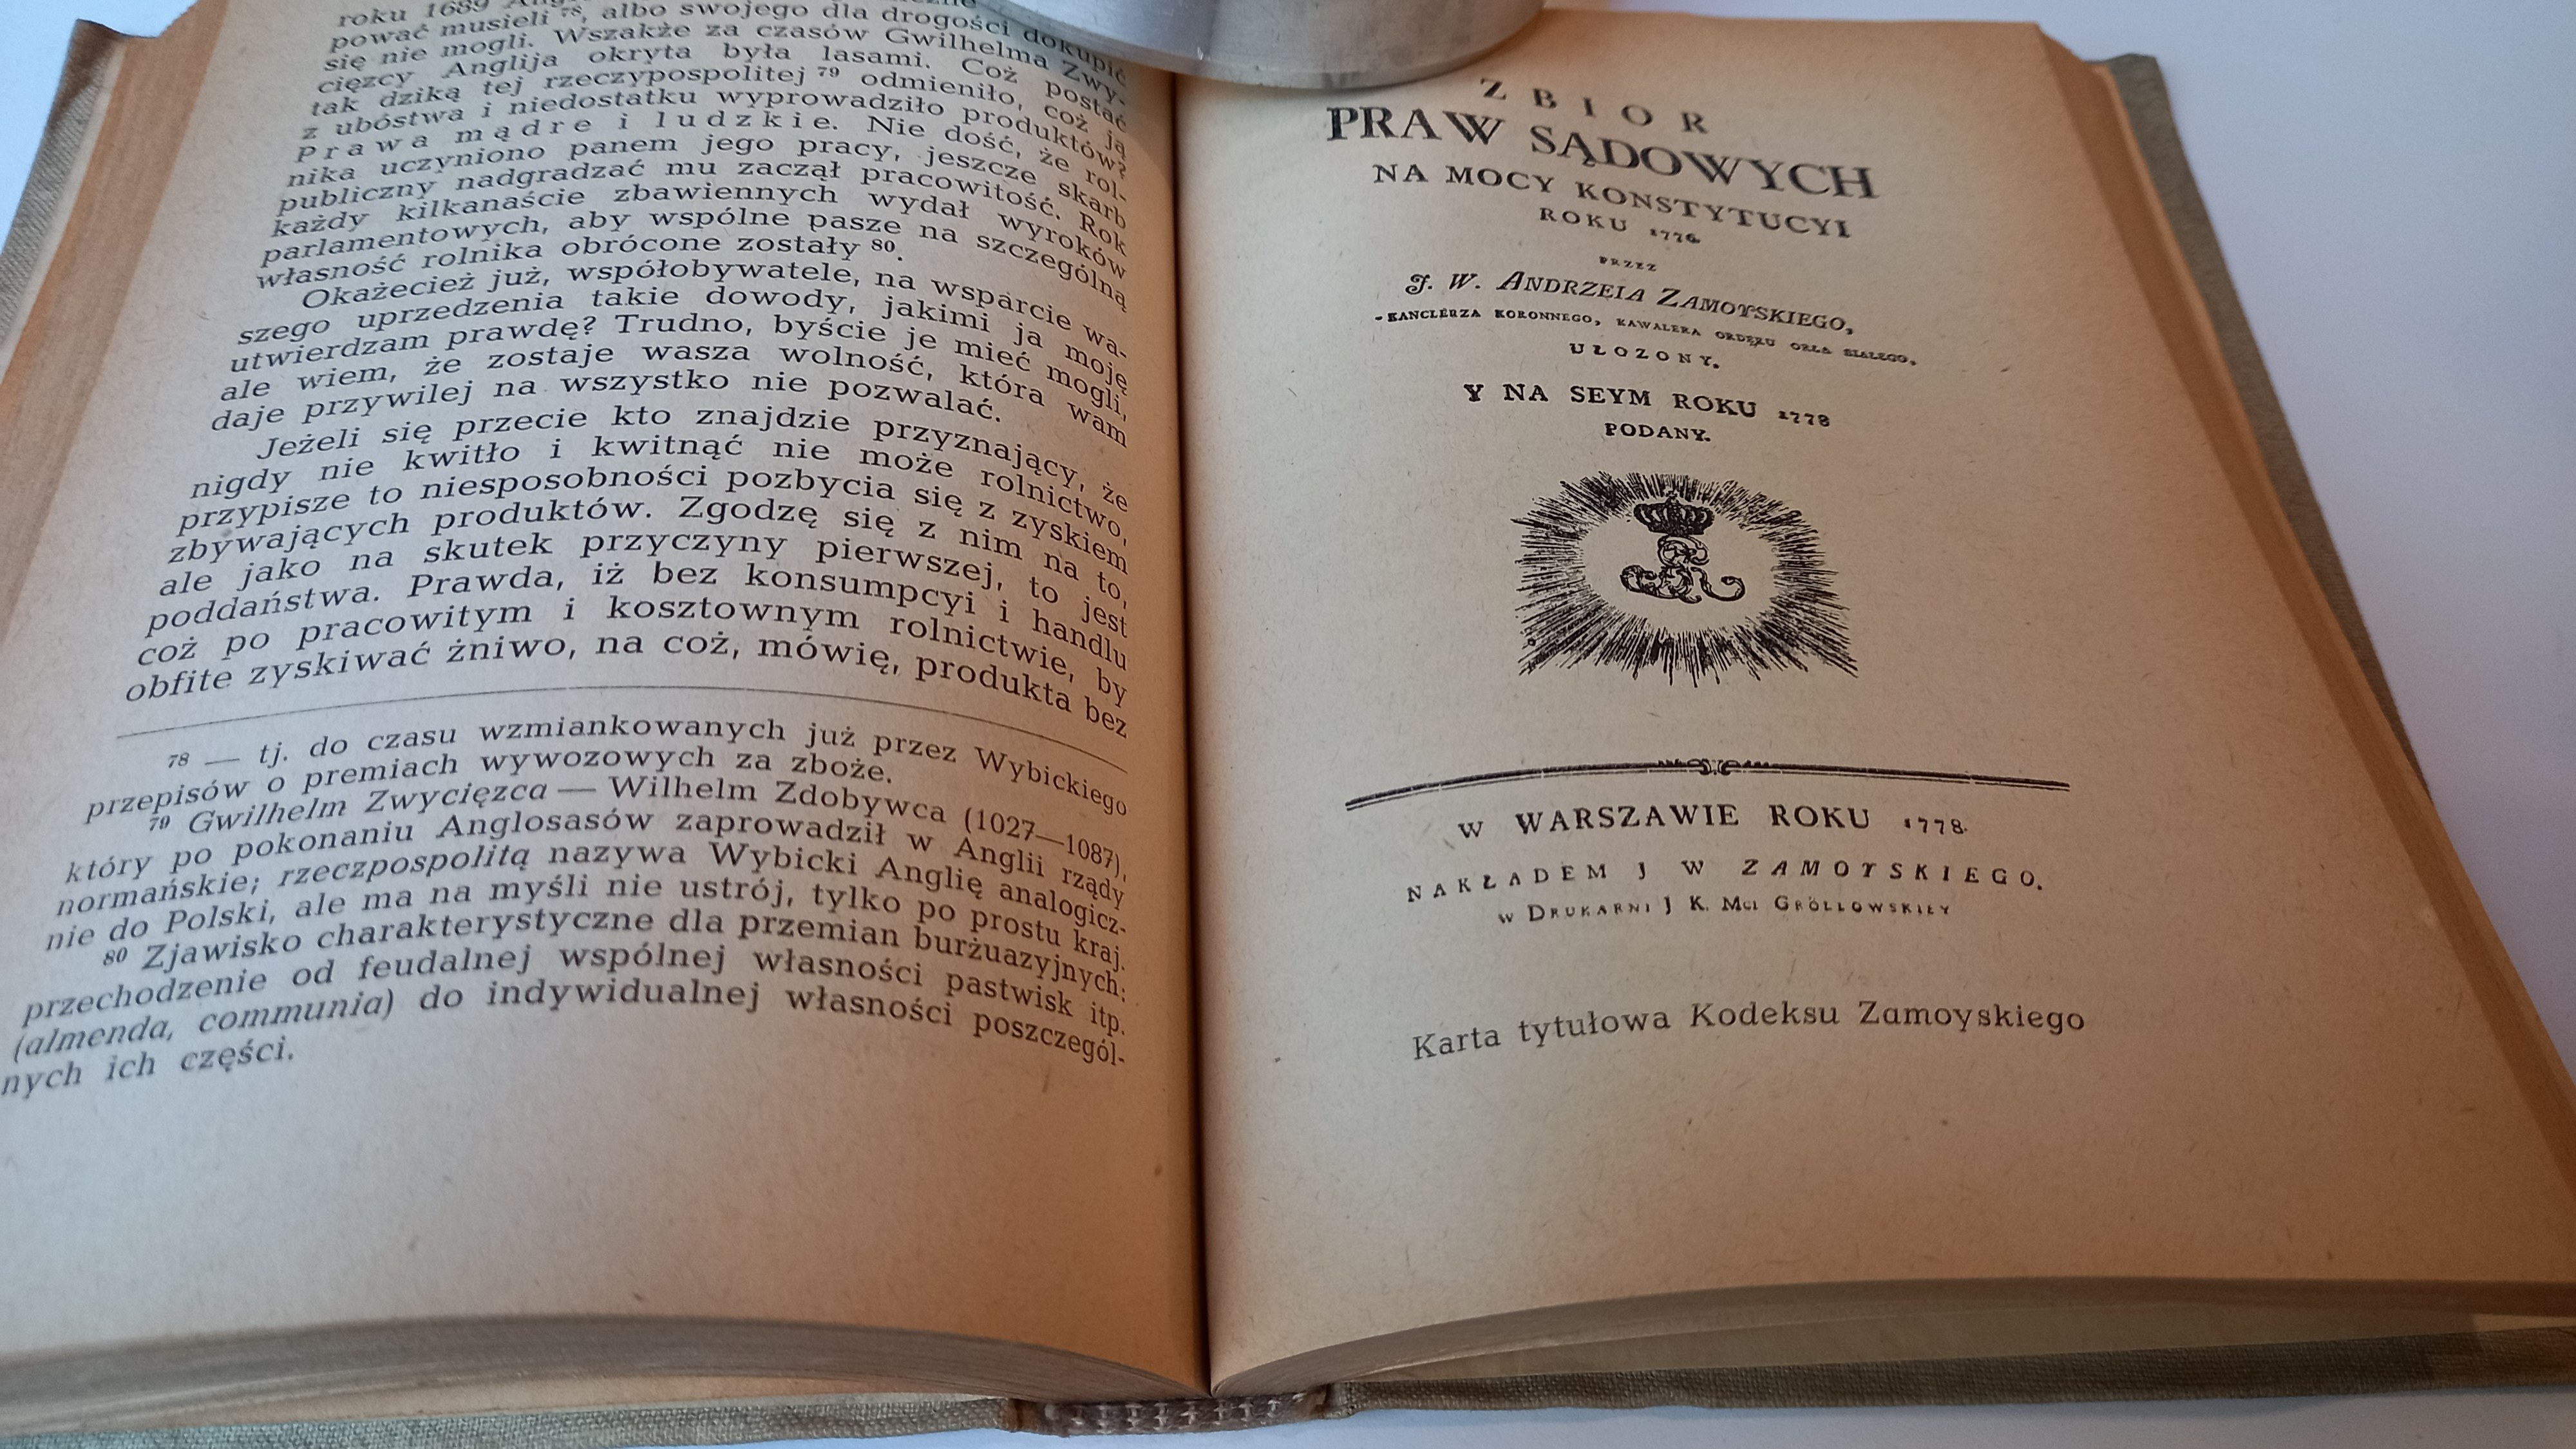 roku 1689
pować musieli 78, albo swojego dla drogości dokupić
się nie mogli. Wszakże za czasów Gwilhelma Zwy-
cięzcy Anglija okryta była lasami. Coż postać
tak dziką tej rzeczypospolitej 79 odmieniło, coż ją
z ubóstwa i niedostatku wyprowadziło produktów?
Prawa mądre i ludzkie. Nie dość, że rol-
nika uczyniono panem jego pracy, jeszcze skarb
publiczny nadgradzać mu zaczął pracowitość. Rok
każdy kilkanaście zbawiennych wydał wyroków
parlamentowych, aby wspólne pasze na szczególną
własność rolnika obrócone zostały 80.
Okażecież już, współobywatele, na wsparcie wa-
szego uprzedzenia takie dowody, jakimi ja moję
utwierdzam prawdę? Trudno, byście je mieć mogli,
ale wiem, że zostaje wasza wolność, która wam
daje przywilej na wszystko nie pozwalać.
Jeżeli się przecie kto znajdzie przyznający, że
nigdy nie kwitło i kwitnąć nie może rolnictwo,
przypisze to niesposobności pozbycia się z zyskiem
zbywających produktów. Zgodzę się z nim na to,
ale jako na skutek przyczyny pierwszej, to jest
poddaństwa. Prawda, iż bez konsumpcyi i handlu
coż po pracowitym i kosztownym rolnictwie, by
obfite zyskiwać żniwo, na coż, mówię, produkta bez
78 — tj. do czasu wzmiankowanych już przez Wybickiego
przepisów o premiach wywozowych za zboże.
79 Gwilhelm Zwycięzca — Wilhelm Zdobywca (1027—1087),
który po pokonaniu Anglosasów zaprowadził w Anglii rządy
normańskie; rzeczpospolitą nazywa Wybicki Anglię analogicz-
nie do Polski, ale ma na myśli nie ustrój, tylko po prostu kraj.
80 Zjawisko charakterystyczne dla przemian burżuazyjnych:
przechodzenie od feudalnej wspólnej własności pastwisk itp.
(almenda, communia) do indywidualnej własności poszczegól-
nych ich części.
ZBIOR
PRAW SĄDOWYCH
NA MOCY KONSTYTUCYI
ROKU 1776.
PRZEZ
J. W. ANDRZEIA ZAMOYSKIEGO,
KANCLERZA KORONNEGO, KAWALERA ORDERU ORŁA BIAŁEGO,
UŁOZONY.
Y NA SEYM ROKU 1778
PODANY.
W WARSZAWIE ROKU 1778.
NAKŁADEM J W ZAMOYSKIEGO.
W DRUKARNI J K. MCI GRÖLLOWSKIEY
Karta tytułowa Kodeksu Zamoyskiego